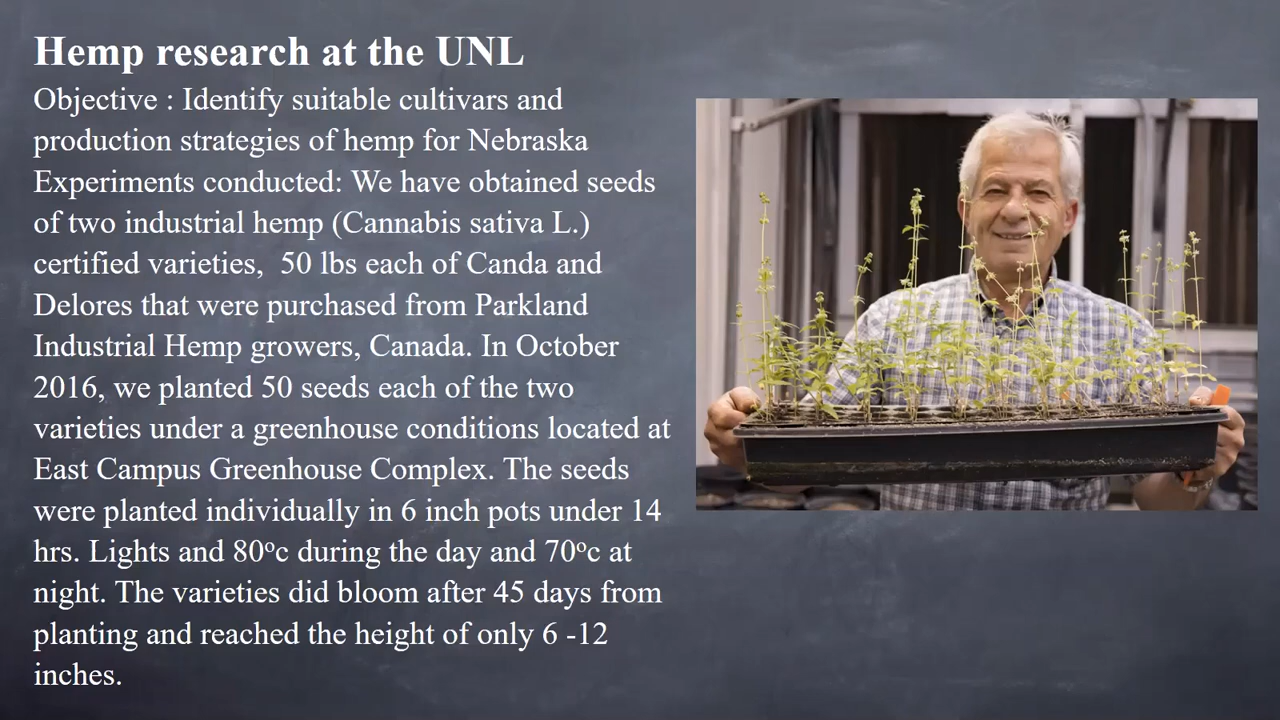 Hemp research at the UNL
Objective : Identify suitable cultivars and
production strategies of hemp for Nebraska
Experiments conducted: We have obtained seeds
of two industrial hemp (Cannabis sativa L.)
certified varieties,  50 lbs each of Canda and
Delores that were purchased from Parkland
Industrial Hemp growers, Canada. In October
2016, we planted 50 seeds each of the two
varieties under a greenhouse conditions located at
East Campus Greenhouse Complex. The seeds
were planted individually in 6 inch pots under 14
hrs. Lights and 80ºc during the day and 70ºc at
night. The varieties did bloom after 45 days from
planting and reached the height of only 6 -12
inches.